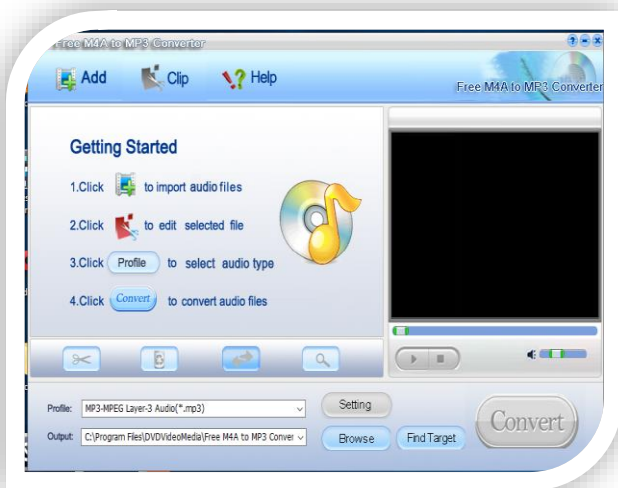 Free M4A to MP3 Converter
Add Clip Help
Free M4A to MP3 Converter
Getting Started
1.Click to import audio files
2.Click to edit selected file
3.Click Profile to select audio type
4.Click Convert to convert audio files
Profile: MP3-MPEG Layer-3 Audio(*.mp3) Setting
Output: C:\Program Files\DVDVideoMedia\Free M4A to MP3 Conver Browse Find Target
Convert